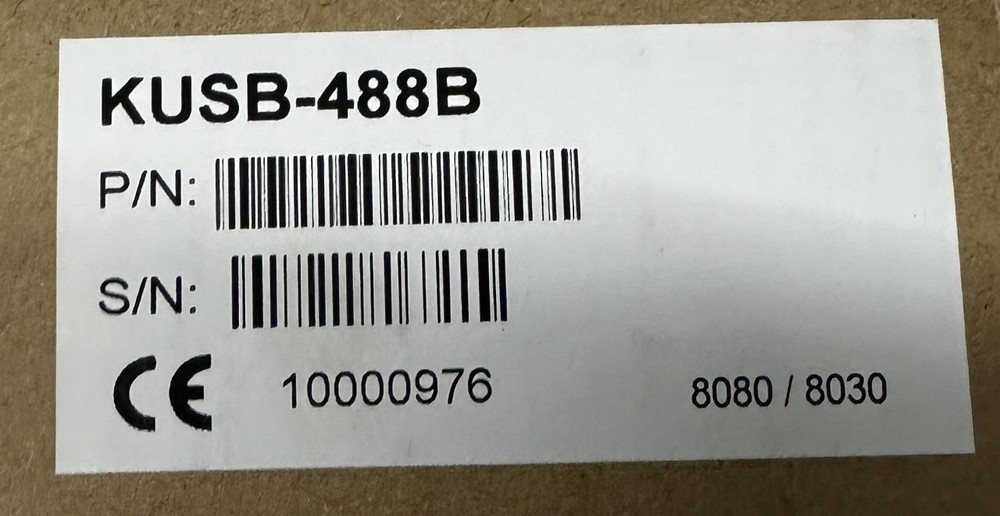 KUSB-488B
P/N:
S/N:
CE 10000976 8080 / 8030